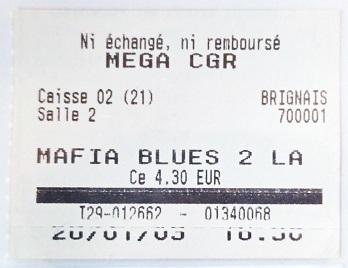 Ni échangé, ni remboursé
MEGA CGR
Caisse 02 (21) BRIGNAIS
Salle 2 700001
MAFIA BLUES 2 LA
Ce 4.30 EUR
T29-012662 - 01340068